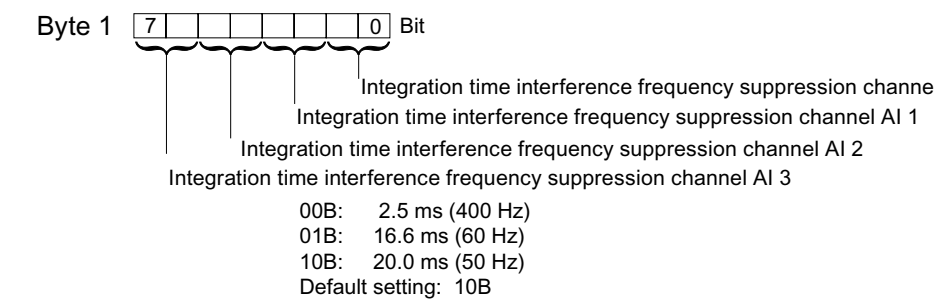 Byte 1 7 0 Bit
Integration time interference frequency suppression channe
Integration time interference frequency suppression channel AI 1
Integration time interference frequency suppression channel AI 2
Integration time interference frequency suppression channel AI 3
00B: 2.5 ms (400 Hz)
01B: 16.6 ms (60 Hz)
10B: 20.0 ms (50 Hz)
Default setting: 10B